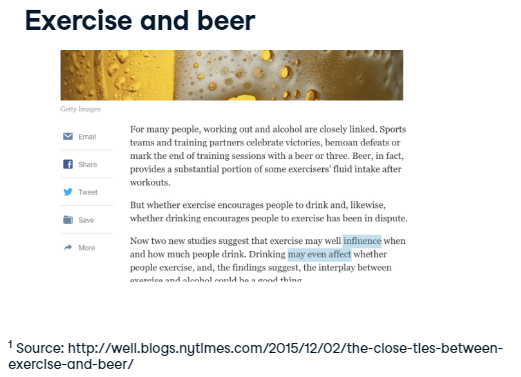 Exercise and beer
Getty Images
Email
Share
Tweet
Save
More
For many people, working out and alcohol are closely linked. Sports
teams and training partners celebrate victories, bemoan defeats or
mark the end of training sessions with a beer or three. Beer, in fact,
provides a substantial portion of some exercisers' fluid intake after
workouts.
But whether exercise encourages people to drink and, likewise,
whether drinking encourages people to exercise has been in dispute.
Now two new studies suggest that exercise may well influence when
and how much people drink. Drinking may even affect whether
people exercise, and, the findings suggest, the interplay between
exercise and alcohol could be a good thing.
1 Source: http://well.blogs.nytimes.com/2015/12/02/the-close-ties-between-
exercise-and-beer/